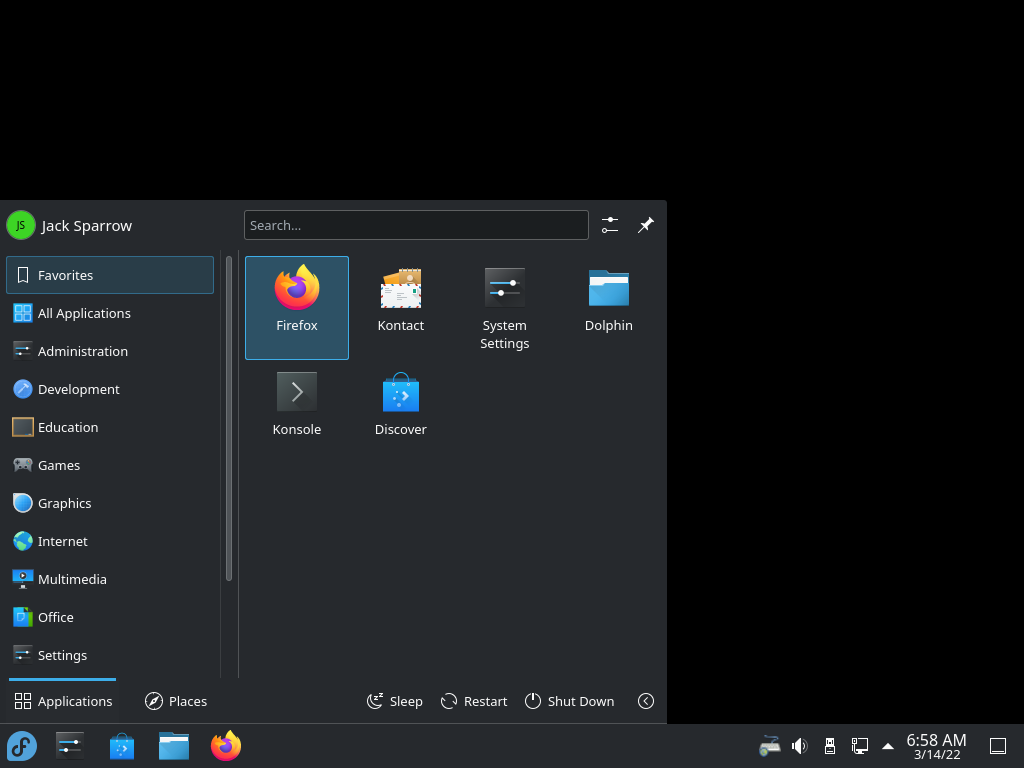 JS Jack Sparrow
Search...
Favorites
All Applications
Administration
Development
Education
Games
Graphics
Internet
Multimedia
Office
Settings
Firefox
Kontact
System
Settings
Dolphin
Konsole
Discover
Applications
Places
Sleep
Restart
Shut Down
6:58 AM
3/14/22